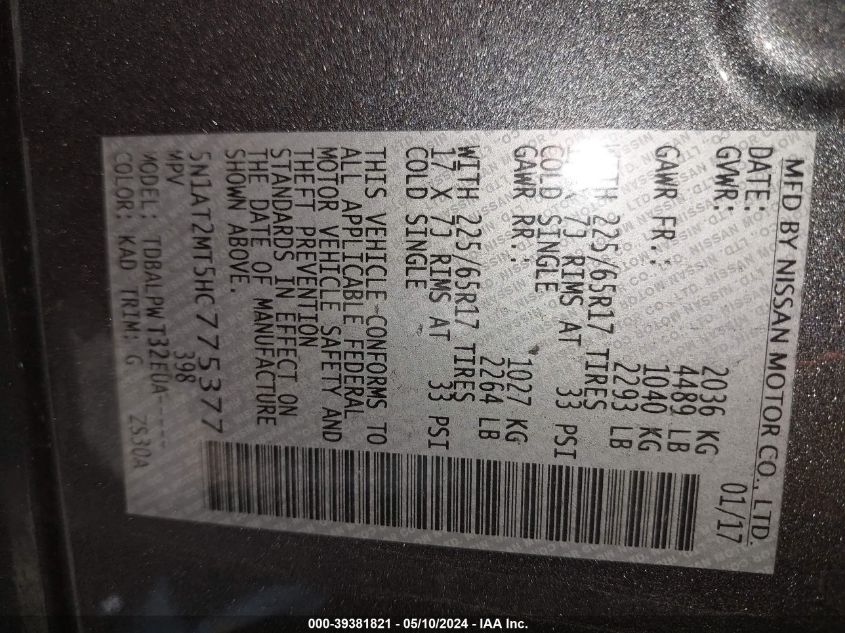 MFD BY NISSAN MOTOR CO., LTD.
DATE: 01/17
GVWR: 2036 KG
4489 LB
GAWR FR.: 1040 KG
2293 LB
WITH 225/65R17 TIRES
7J RIMS AT 33 PSI
COLD SINGLE
GAWR RR.: 1027 KG
2264 LB
WITH 225/65R17 TIRES
17 X 7J RIMS AT 33 PSI
COLD SINGLE
THIS VEHICLE CONFORMS TO
ALL APPLICABLE FEDERAL
MOTOR VEHICLE SAFETY AND
THEFT PREVENTION
STANDARDS IN EFFECT ON
THE DATE OF MANUFACTURE
SHOWN ABOVE.
5N1AT2MT5HC775377
MPV 398
MODEL: TDBALPWT32EUA-----
COLOR: KAD TRIM: G ZS30A
000-39381821 - 05/10/2024 - IAA Inc.